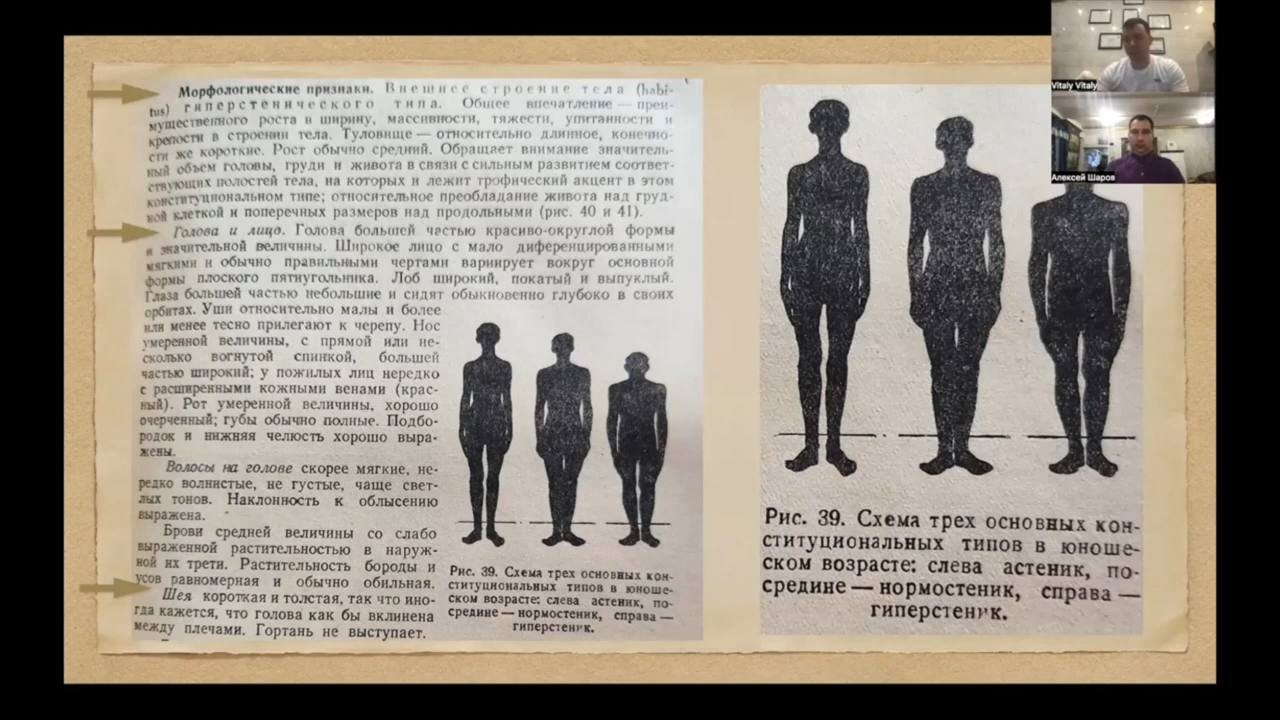 Морфологические признаки. Внешнее строение тела (habi-
tus) гиперстенического типа. Общее впечатление — преи-
мущественного роста в ширину, массивности, тяжести, упитанности и
крепости в строении тела. Туловище — относительно длинное, конечно-
сти же короткие. Рост обычно средний. Обращает внимание значитель-
ный объем головы, груди и живота в связи с сильным развитием соответ-
ствующих полостей тела, на которых и лежит трофический акцент в этом
конституциональном типе; относительное преобладание живота над груд-
ной клеткой и поперечных размеров над продольными (рис. 40 и 41).
Голова и лицо. Голова большей частью красиво-округлой формы
и значительной величины. Широкое лицо с мало диференцированными
мягкими и обычно правильными чертами вариирует вокруг основной
формы плоского пятиугольника. Лоб широкий, покатый и выпуклый.
Глаза большей частью небольшие и сидят обыкновенно глубоко в своих
орбитах. Уши относительно малы и более
или менее тесно прилегают к черепу. Нос
умеренной величины, с прямой или не-
сколько вогнутой спинкой, большей
частью широкий; у пожилых лиц нередко
с расширенными кожными венами (крас-
ный). Рот умеренной величины, хорошо
очерченный; губы обычно полные. Подбо-
родок и нижняя челюсть хорошо выра-
жены.
Волосы на голове скорее мягкие, не-
редко волнистые, не густые, чаще свет-
лых тонов. Наклонность к облысению
выражена.
Брови средней величины со слабо
выраженной растительностью в наруж-
ной их трети. Растительность бороды и
усов равномерная и обычно обильная.
Шея короткая и толстая, так что ино-
гда кажется, что голова как бы вклинена
между плечами. Гортань не выступает.
Рис. 39. Схема трех основных кон-
ституциональных типов в юноше-
ском возрасте: слева астеник, по-
средине — нормостеник, справа —
гиперстеник.
Рис. 39. Схема трех основных кон-
ституциональных типов в юноше-
ском возрасте: слева астеник, по-
средине — нормостеник, справа —
гиперстеник.
Vitaly Vitaly
Алексей Шаров